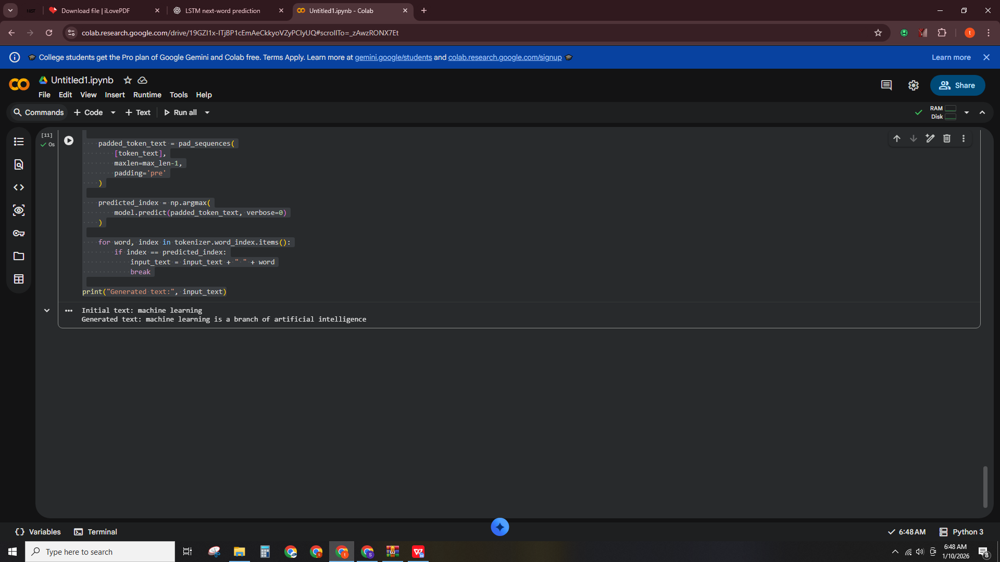 NIST
Download file | iLovePDF
LSTM next-word prediction
Untitled1.ipynb - Colab
colab.research.google.com/drive/19GZI1x-ITjBP1cEmAeCkkyoVZyPCIyUQ#scrollTo=_zAwzRONX7Et
t
College students get the Pro plan of Google Gemini and Colab free. Terms Apply. Learn more at gemini.google/students and colab.research.google.com/signup
Learn more
Untitled1.ipynb
File Edit View Insert Runtime Tools Help
Share
Commands + Code + Text Run all
RAM
Disk
[11]
0s
padded_token_text = pad_sequences(
[token_text],
maxlen=max_len-1,
padding='pre'
)
predicted_index = np.argmax(
model.predict(padded_token_text, verbose=0)
)
for word, index in tokenizer.word_index.items():
if index == predicted_index:
input_text = input_text + " " + word
break
print("Generated text:", input_text)
Initial text: machine learning
Generated text: machine learning is a branch of artificial intelligence
Variables
Terminal
6:48 AM
Python 3
Type here to search
6:48 AM
1/10/2026
8